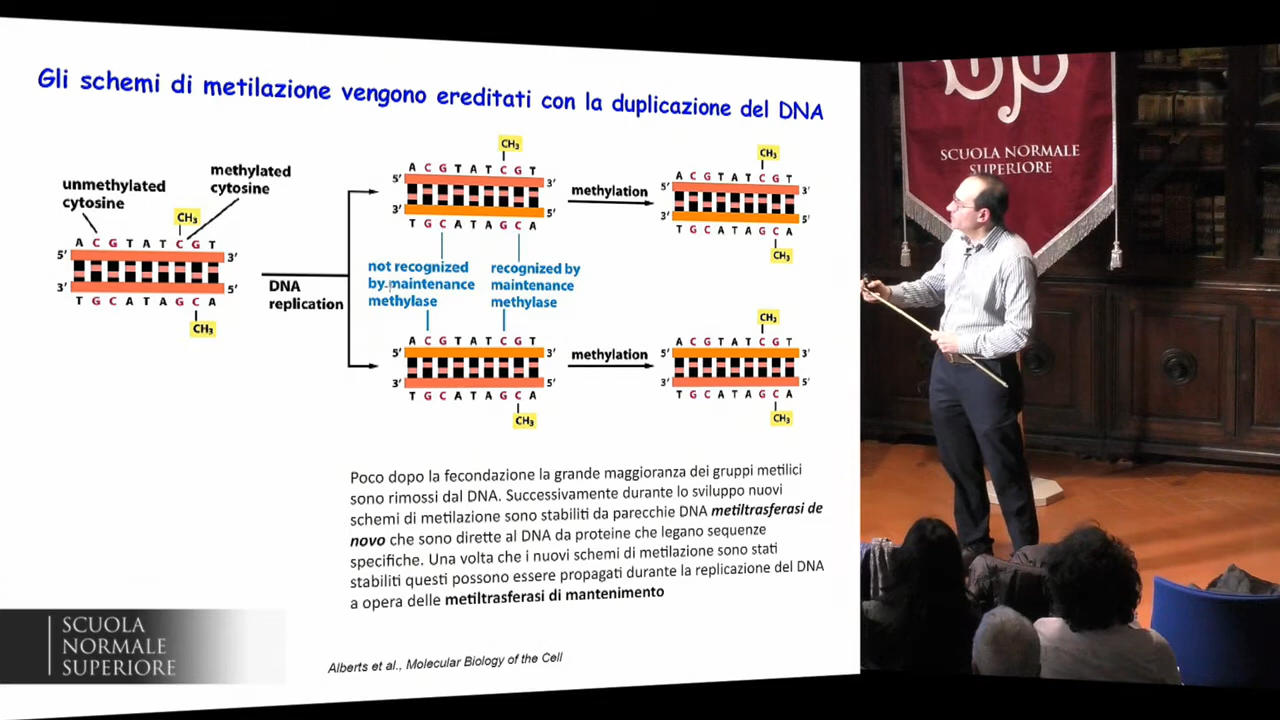 Gli schemi di metilazione vengono ereditati con la duplicazione del DNA
unmethylated
cytosine
methylated
cytosine
CH₃
A C G T A T C G T
5' 3'
3' 5'
T G C A T A G C A
CH₃
DNA
replication
CH₃
A C G T A T C G T
5' 3'
3' 5'
T G C A T A G C A
not recognized
by maintenance
methylase
recognized by
maintenance
methylase
A C G T A T C G T
5' 3'
3' 5'
T G C A T A G C A
CH₃
methylation
CH₃
A C G T A T C G T
5' 3'
3' 5'
T G C A T A G C A
CH₃
methylation
CH₃
A C G T A T C G T
5' 3'
3' 5'
T G C A T A G C A
CH₃
Poco dopo la fecondazione la grande maggioranza dei gruppi metilici
sono rimossi dal DNA. Successivamente durante lo sviluppo nuovi
schemi di metilazione sono stabiliti da parecchie DNA metiltrasferasi de
novo che sono dirette al DNA da proteine che legano sequenze
specifiche. Una volta che i nuovi schemi di metilazione sono stati
stabiliti questi possono essere propagati durante la replicazione del DNA
a opera delle metiltrasferasi di mantenimento
Alberts et al., Molecular Biology of the Cell
SCUOLA
NORMALE
SUPERIORE
SCUOLA NORMALE
SUPERIORE